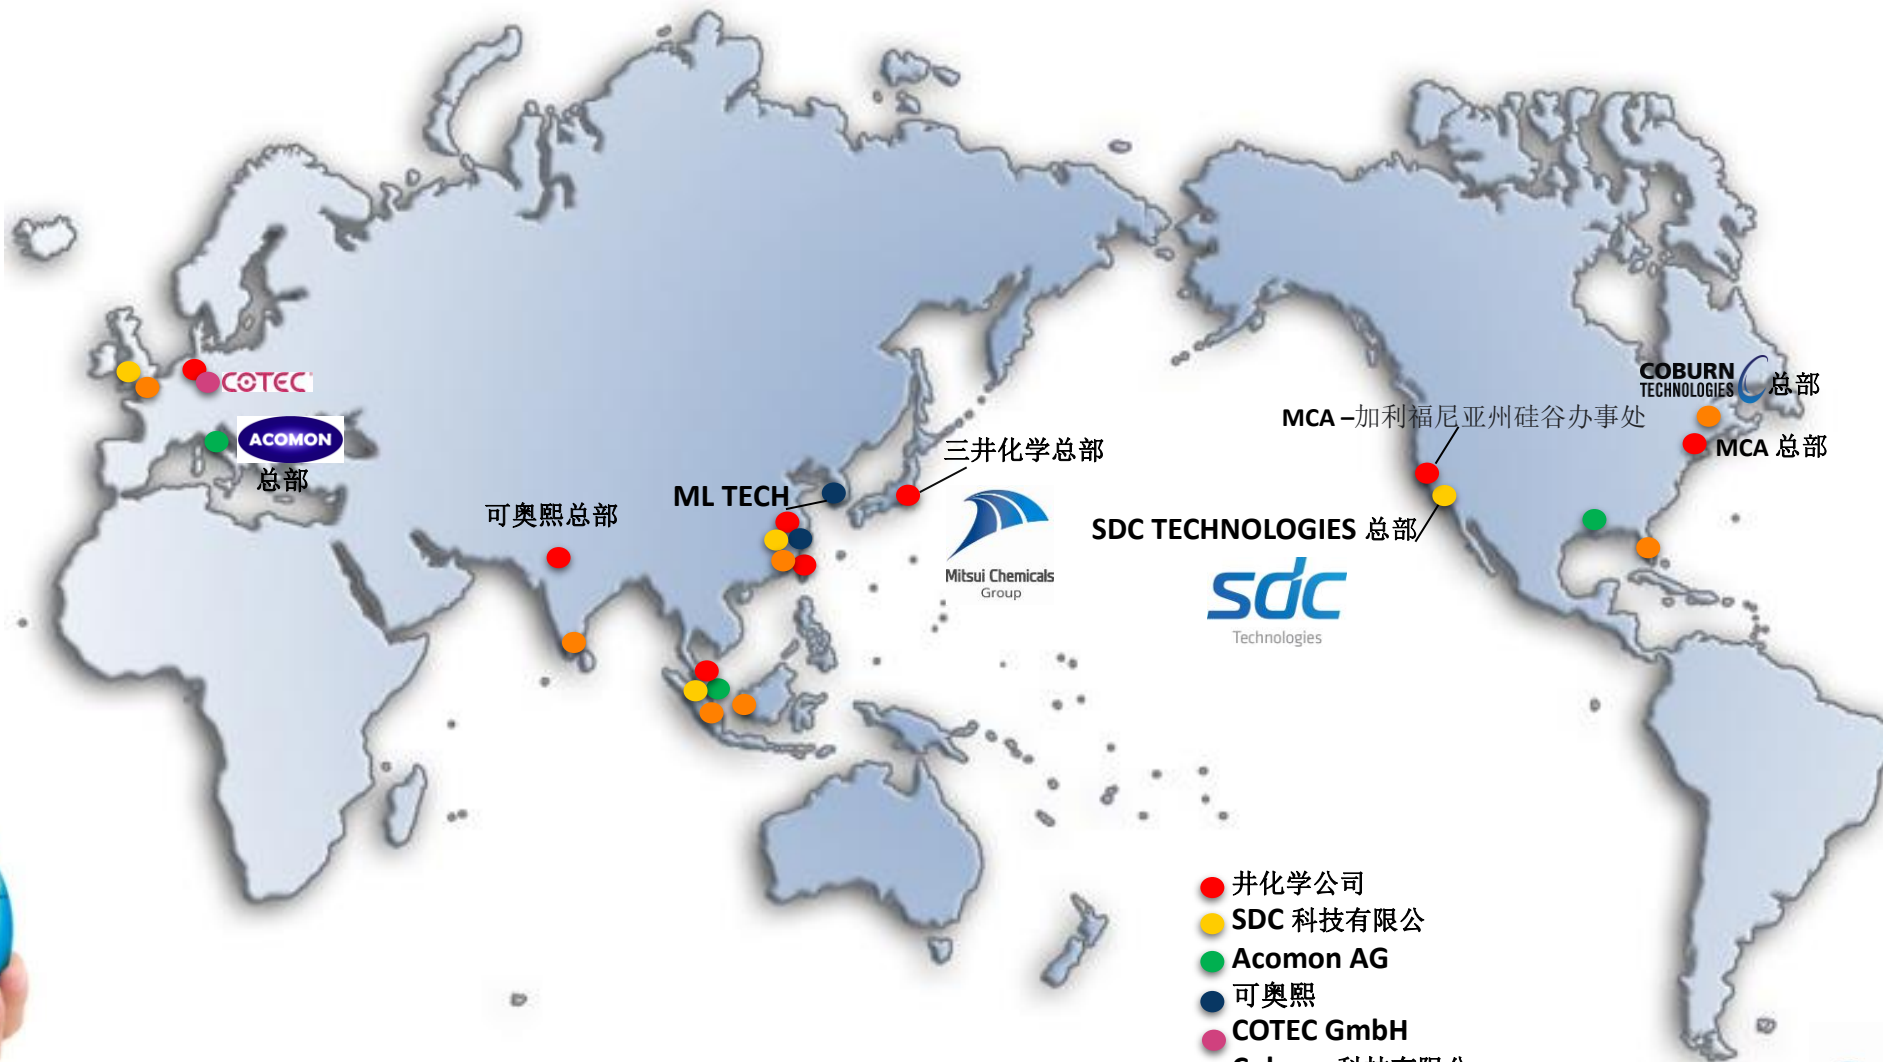 COBURN
TECHNOLOGIES 总部
COTEC
MCA –加利福尼亚州硅谷办事处
ACOMON
总部
三井化学总部
MCA 总部
ML TECH
可奥熙总部
SDC TECHNOLOGIES 总部
Mitsui Chemicals
Group
sdc
Technologies
井化学公司
SDC 科技有限公
Acomon AG
可奥熙
COTEC GmbH